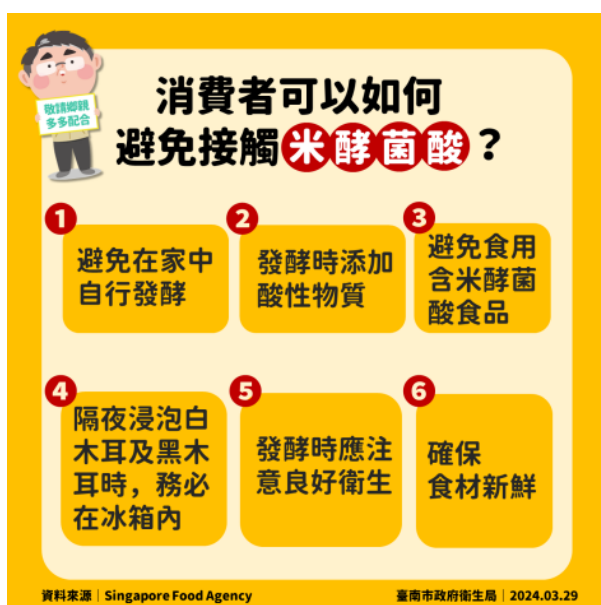 敬請鄉親
多多配合
消費者可以如何
避免接觸米酵菌酸？
1
避免在家中
自行發酵
2
發酵時添加
酸性物質
3
避免食用
含米酵菌
酸食品
4
隔夜浸泡白
木耳及黑木
耳時，務必
在冰箱內
5
發酵時應注
意良好衛生
6
確保
食材新鮮
資料來源｜Singapore Food Agency
臺南市政府衛生局｜2024.03.29